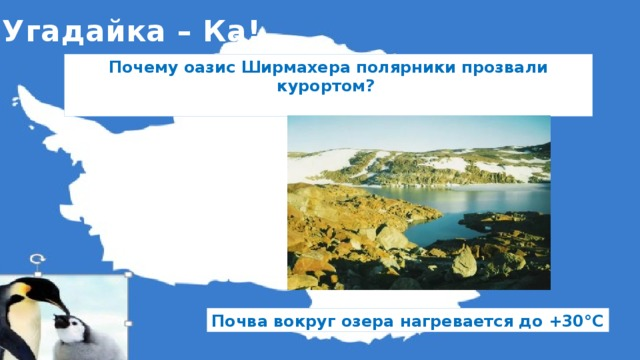 Угадайка – Ка!
Почему оазис Ширмахера полярники прозвали
курортом?
Почва вокруг озера нагревается до +30°С